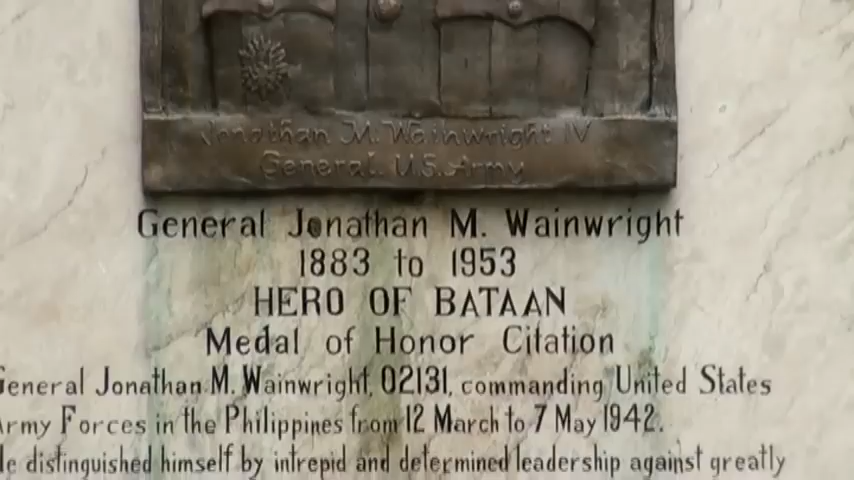 Jonathan M. Wainwright IV
General. U.S. Army
General Jonathan M. Wainwright
1883 to 1953
HERO OF BATAAN
Medal of Honor Citation
General Jonathan M. Wainwright, 02131, commanding United States
Army Forces in the Philippines from 12 March to 7 May 1942.
He distinguished himself by intrepid and determined leadership against greatly